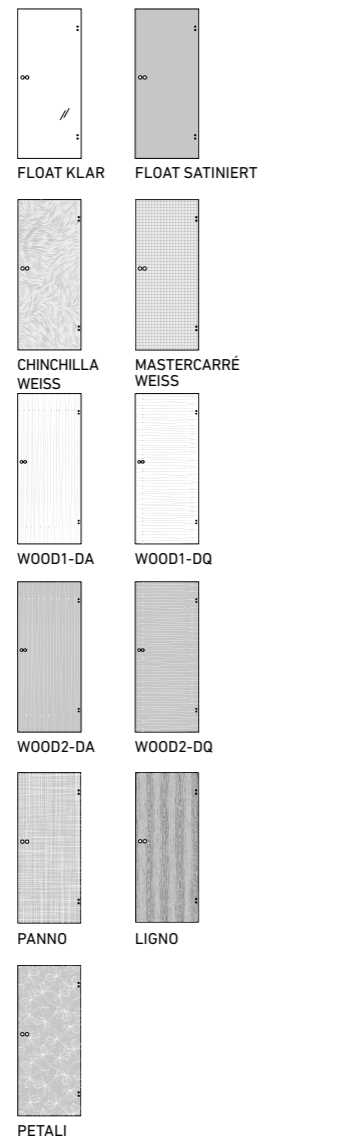 FLOAT KLAR
FLOAT SATINIERT
CHINCHILLA
WEISS
MASTERCARRÉ
WEISS
WOOD1-DA
WOOD1-DQ
WOOD2-DA
WOOD2-DQ
PANNO
LIGNO
PETALI